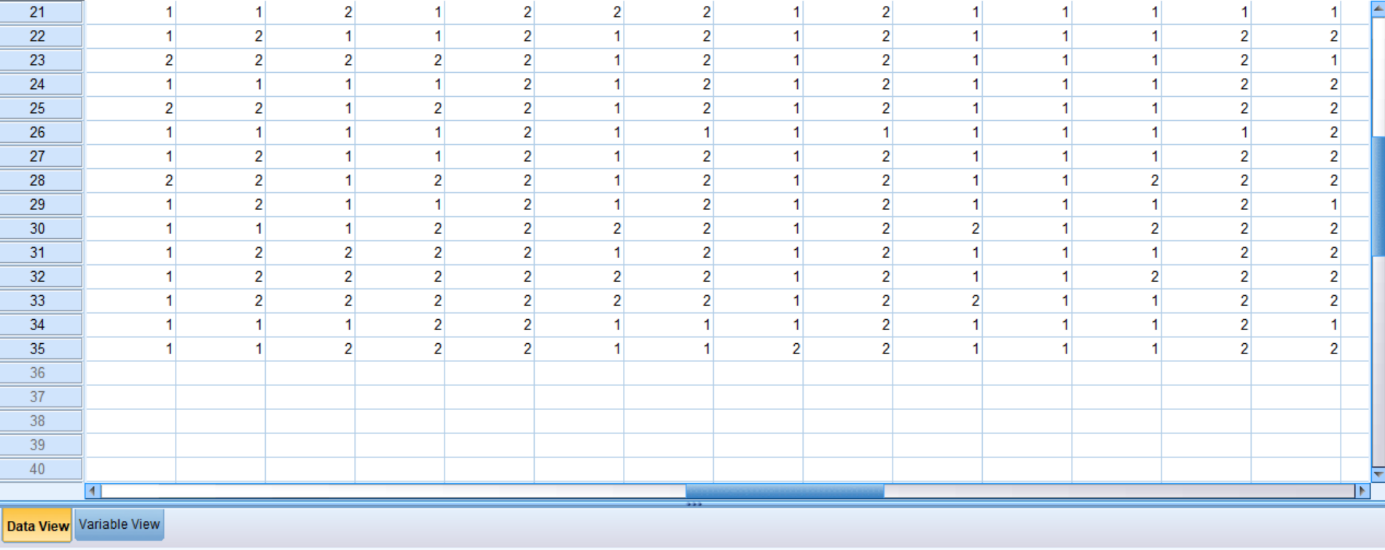 21 1 1 2 1 2 2 2 1 2 1 1 1 1 1
22 1 2 1 1 2 1 2 1 2 1 1 1 2 2
23 2 2 2 2 2 1 2 1 2 1 1 1 2 1
24 1 1 1 1 2 1 2 1 2 1 1 1 2 2
25 2 2 1 2 2 1 2 1 2 1 1 1 2 2
26 1 1 1 1 2 1 1 1 1 1 1 1 1 2
27 1 2 1 1 2 1 2 1 2 1 1 1 2 2
28 2 2 1 2 2 1 2 1 2 1 1 2 2 2
29 1 2 1 1 2 1 2 1 2 1 1 1 2 1
30 1 1 1 2 2 2 2 1 2 2 1 2 2 2
31 1 2 2 2 2 1 2 1 2 1 1 1 2 2
32 1 2 2 2 2 2 2 1 2 1 1 2 2 2
33 1 2 2 2 2 2 2 1 2 2 1 1 2 2
34 1 1 1 2 2 1 1 1 2 1 1 1 2 1
35 1 1 2 2 2 1 1 2 2 1 1 1 2 2
36
37
38
39
40
Data View Variable View